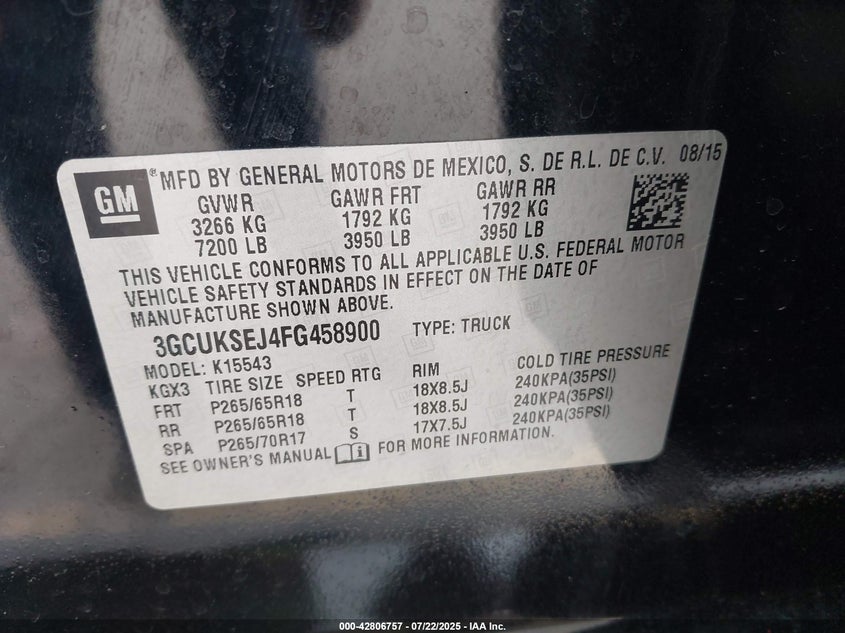 GM ® MFD BY GENERAL MOTORS DE MEXICO, S. DE R.L. DE C.V. 08/15
GVWR GAWR FRT GAWR RR
3266 KG 1792 KG 1792 KG
7200 LB 3950 LB 3950 LB
THIS VEHICLE CONFORMS TO ALL APPLICABLE U.S. FEDERAL MOTOR
VEHICLE SAFETY STANDARDS IN EFFECT ON THE DATE OF
MANUFACTURE SHOWN ABOVE.
3GCUKSEJ4FG458900 TYPE: TRUCK
MODEL: K15543
KGX3 TIRE SIZE SPEED RTG RIM COLD TIRE PRESSURE
FRT P265/65R18 T 18X8.5J 240KPA(35PSI)
RR P265/65R18 T 18X8.5J 240KPA(35PSI)
SPA P265/70R17 S 17X7.5J 240KPA(35PSI)
SEE OWNER'S MANUAL FOR MORE INFORMATION.
000-42806757 - 07/22/2025 - IAA Inc.